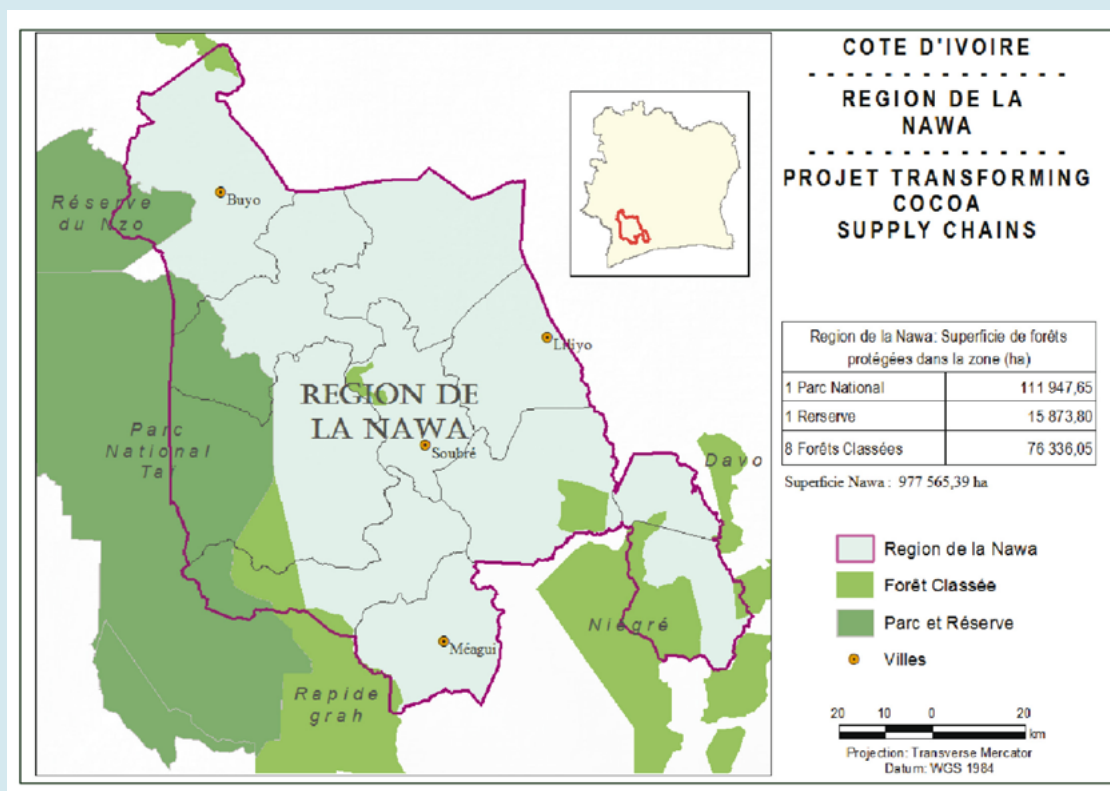 COTE D'IVOIRE
- - - - - - - - - - - - - -
REGION DE LA
NAWA
- - - - - - - - - - - - - -
PROJET TRANSFORMING
COCOA
SUPPLY CHAINS
Réserve
du Nzo
Buyo
Liliyo
REGION DE
LA NAWA
Soubré
Parc
National
Taï
Davo
Niégré
Méagui
Rapide
grah
Region de la Nawa: Superficie de forêts
protégées dans la zone (ha)
1 Parc National 111 947,65
1 Rerserve 15 873,80
8 Forêts Classées 76 336,05
Superficie Nawa : 977 565,39 ha
Region de la Nawa
Forêt Classée
Parc et Réserve
Villes
20 10 0 20
km
Projection: Transverse Mercator
Datum: WGS 1984